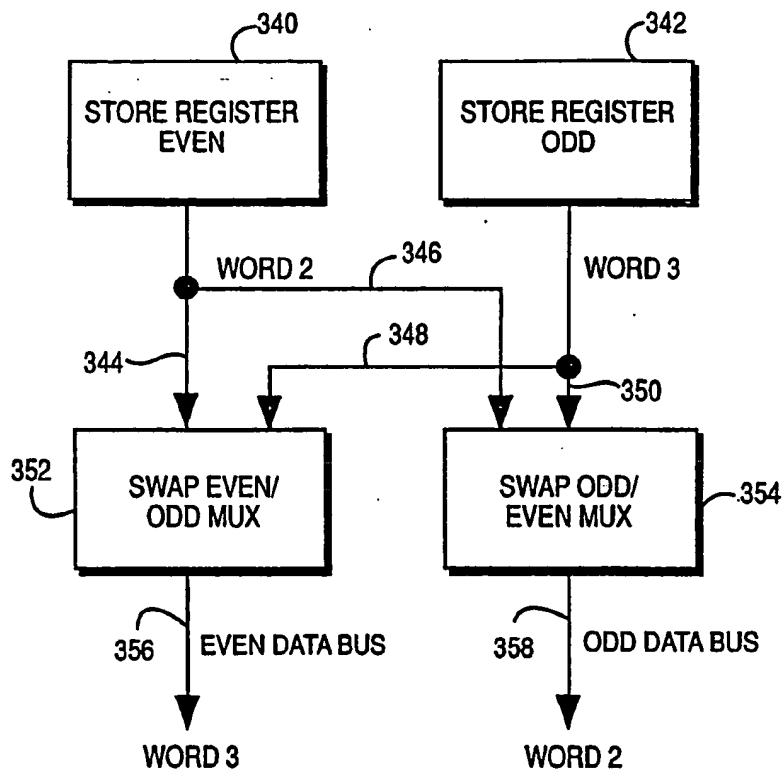 340
342
STORE REGISTER
EVEN
STORE REGISTER
ODD
WORD 2
346
WORD 3
344
348
350
352
SWAP EVEN/
ODD MUX
SWAP ODD/
EVEN MUX
354
356
EVEN DATA BUS
358
ODD DATA BUS
WORD 3
WORD 2